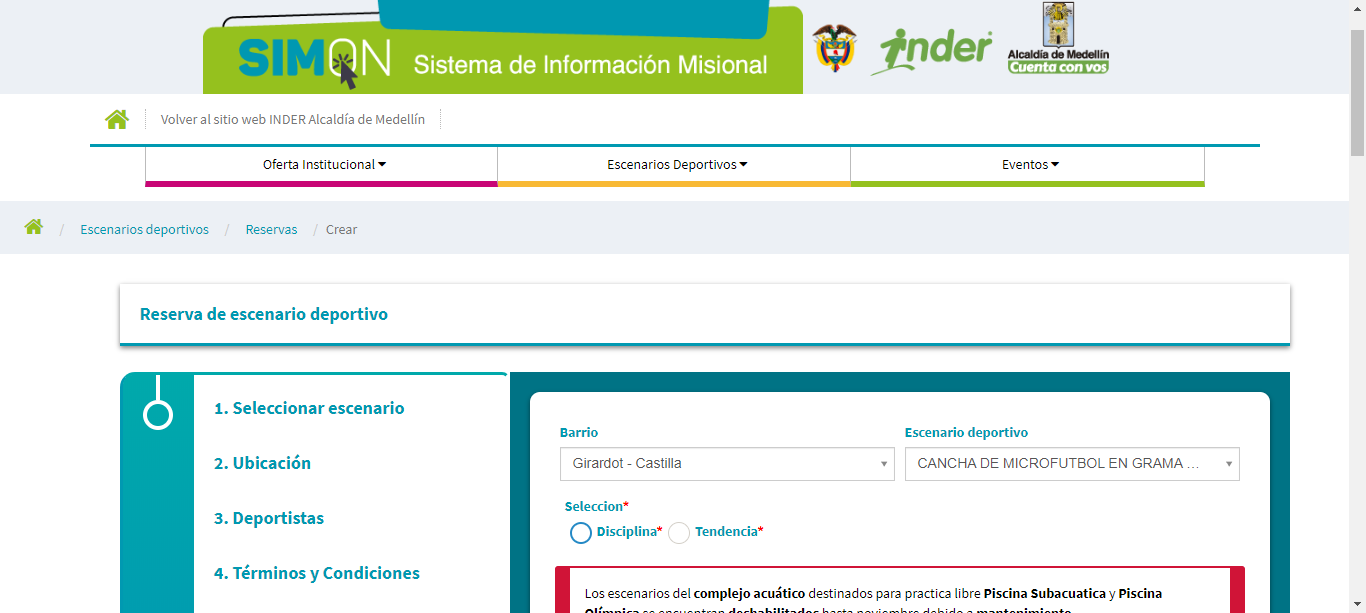 SIMON Sistema de Información Misional
inder
Alcaldía de Medellín
Cuenta con vos
Volver al sitio web INDER Alcaldía de Medellín
Oferta Institucional Escenarios Deportivos Eventos
/ Escenarios deportivos / Reservas / Crear
Reserva de escenario deportivo
1. Seleccionar escenario
2. Ubicación
3. Deportistas
4. Términos y Condiciones
Barrio Escenario deportivo
Girardot - Castilla CANCHA DE MICROFUTBOL EN GRAMA ...
Seleccion*
Disciplina* Tendencia*
Los escenarios del complejo acuático destinados para practica libre Piscina Subacuatica y Piscina
Olímpica se encuentran deshabilitados hasta noviembre debido a mantenimiento.